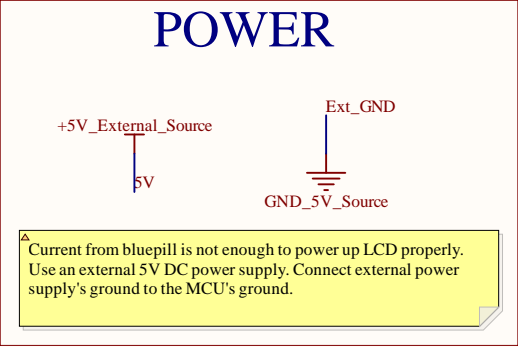 POWER
Ext_GND
+5V_External_Source
5V
GND_5V_Source
Current from bluepill is not enough to power up LCD properly.
Use an external 5V DC power supply. Connect external power
supply's ground to the MCU's ground.